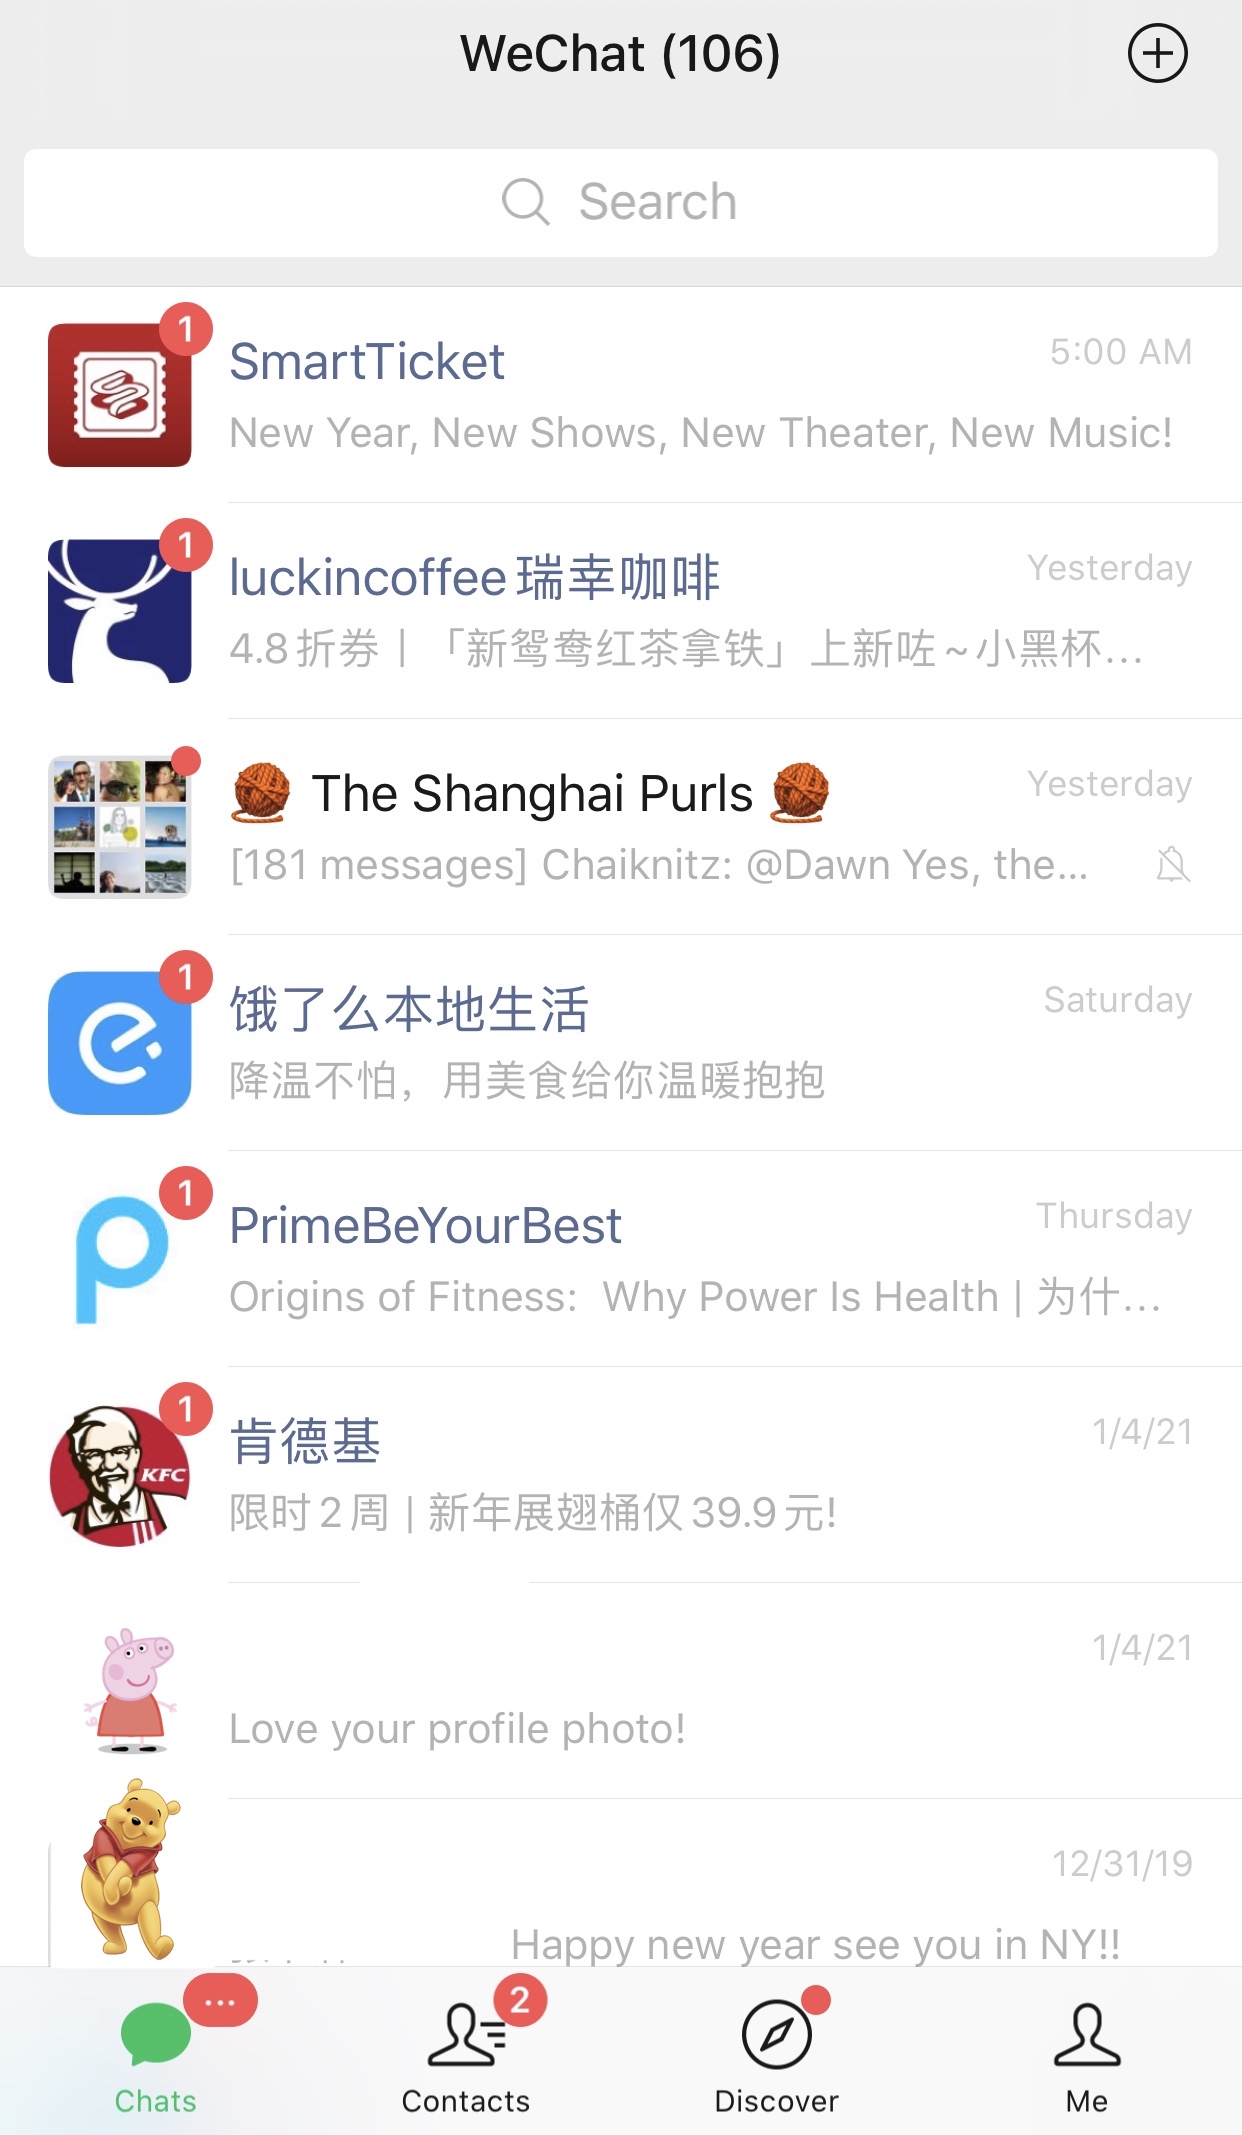 WeChat (106)
Search
1
SmartTicket
5:00 AM
New Year, New Shows, New Theater, New Music!
1
luckincoffee瑞幸咖啡
Yesterday
4.8折券丨「新鸳鸯红茶拿铁」上新咗~小黑杯...
The Shanghai Purls
Yesterday
[181 messages] Chaiknitz: @Dawn Yes, the...
1
饿了么本地生活
Saturday
降温不怕，用美食给你温暖抱抱
1
PrimeBeYourBest
Thursday
Origins of Fitness: Why Power Is Health | 为什...
1
肯德基
1/4/21
KFC
限时2周 | 新年展翅桶仅39.9元!
1/4/21
Love your profile photo!
12/31/19
Happy new year see you in NY!!
...
2
Chats
Contacts
Discover
Me